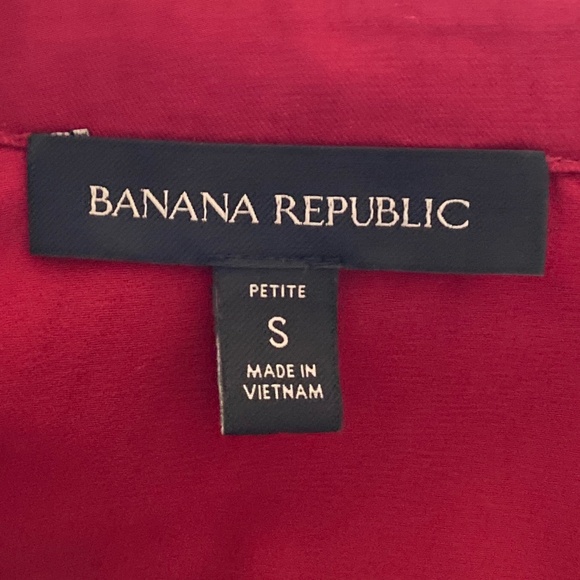 BANANA REPUBLIC
PETITE
S
MADE IN
VIETNAM